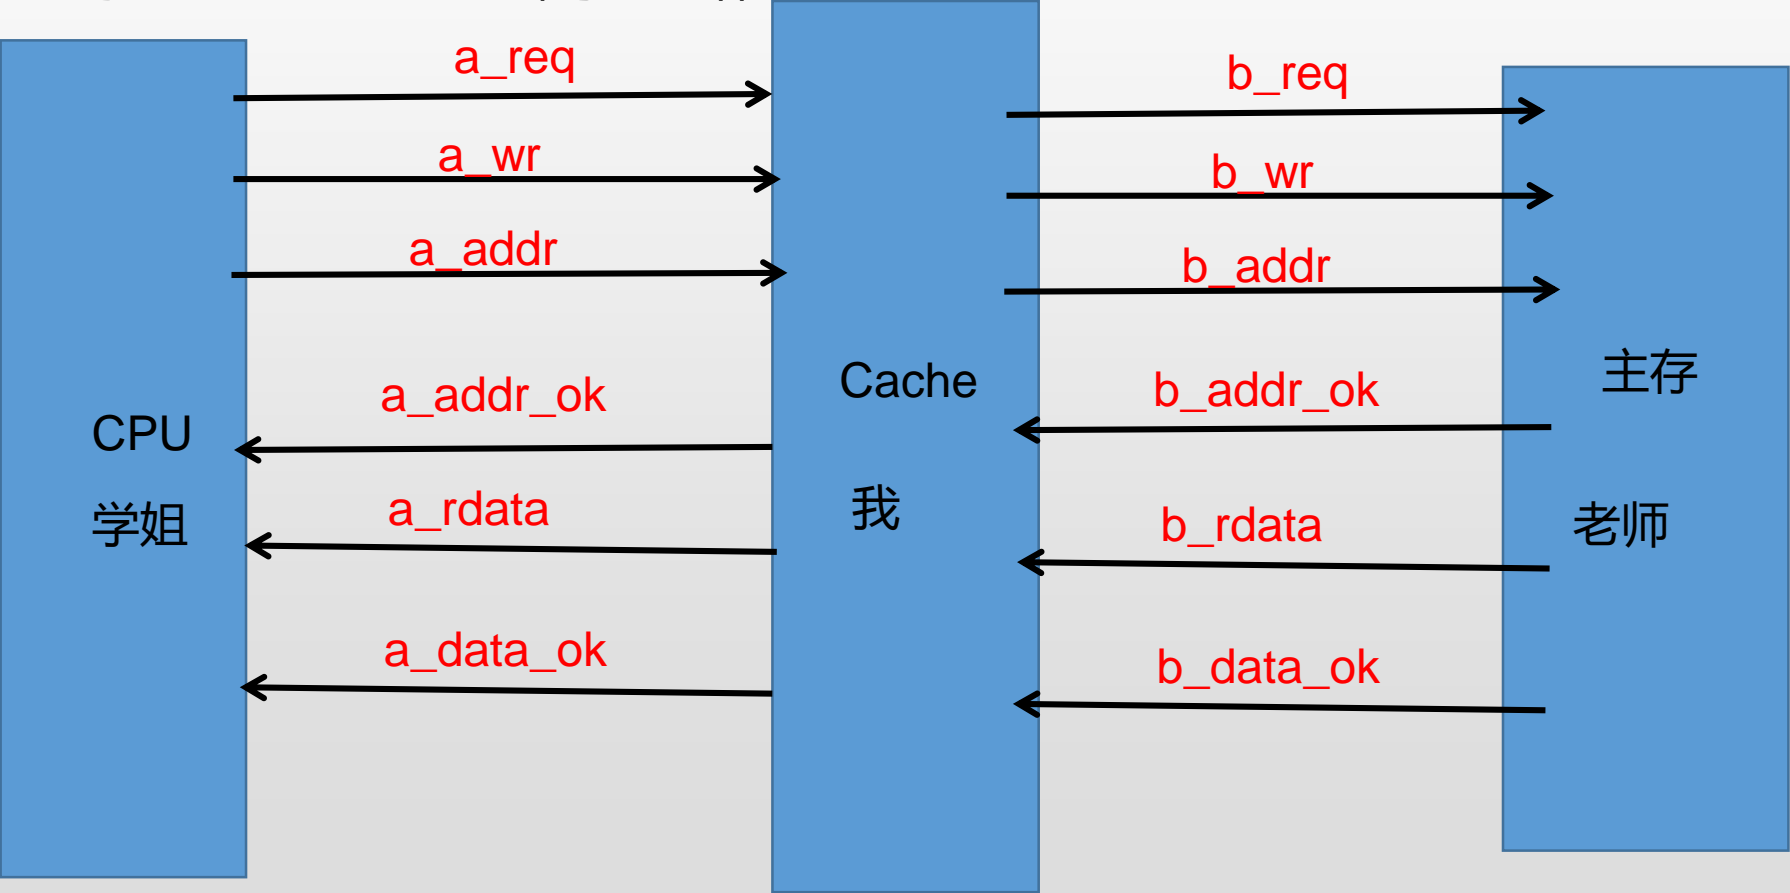 a_req
a_wr
a_addr
a_addr_ok
a_rdata
a_data_ok
CPU
学姐
Cache
我
b_req
b_wr
b_addr
b_addr_ok
b_rdata
b_data_ok
主存
老师